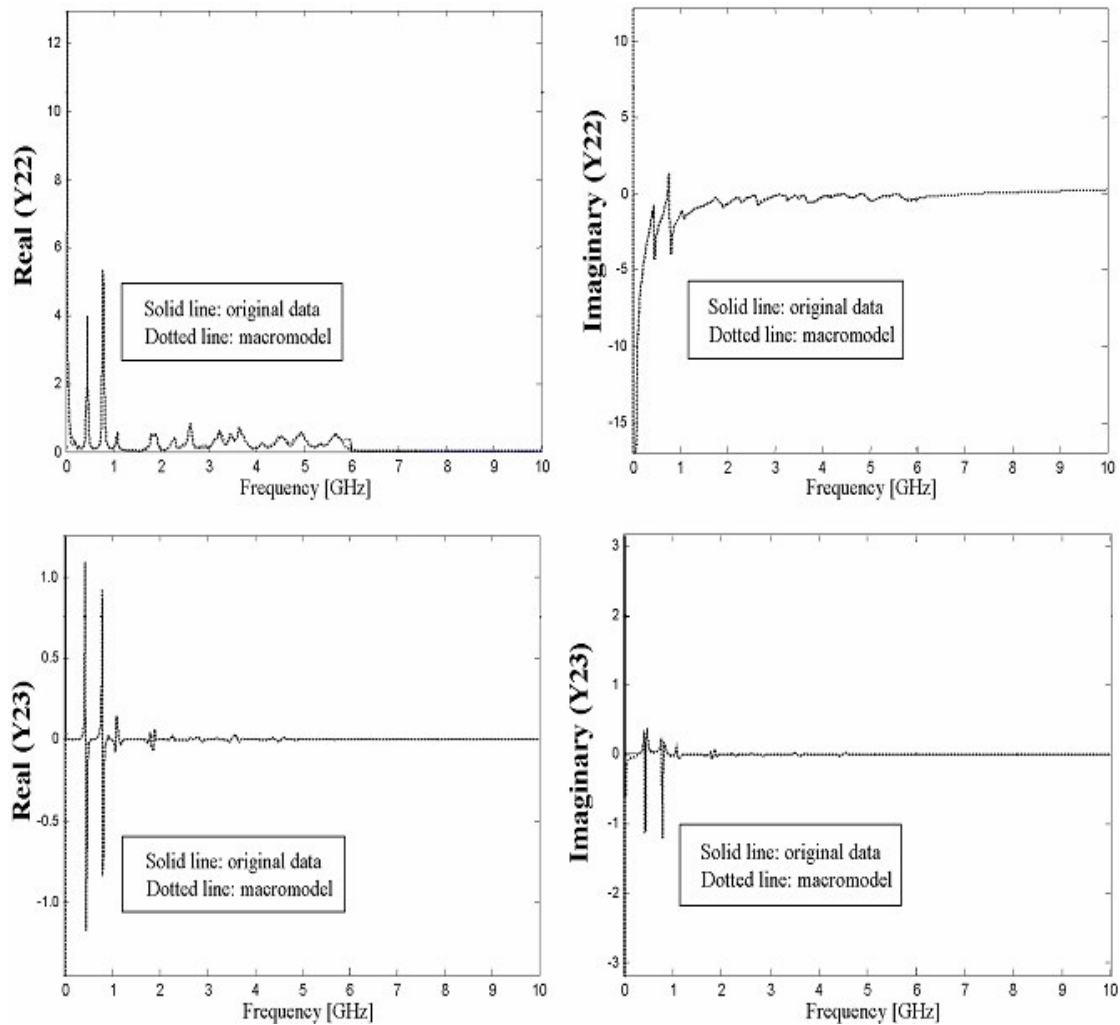 Real (Y22)
12
10
8
6
4
2
0
Solid line: original data
Dotted line: macromodel
0 1 2 3 4 5 6 7 8 9 10
Frequency [GHz]
Imaginary (Y22)
10
5
0
-5
-10
-15
Solid line: original data
Dotted line: macromodel
0 1 2 3 4 5 6 7 8 9 10
Frequency [GHz]
Real (Y23)
1.0
0.5
0
-0.5
-1.0
Solid line: original data
Dotted line: macromodel
0 1 2 3 4 5 6 7 8 9 10
Frequency [GHz]
Imaginary (Y23)
3
2
1
0
-1
-2
-3
Solid line: original data
Dotted line: macromodel
0 1 2 3 4 5 6 7 8 9 10
Frequency [GHz]